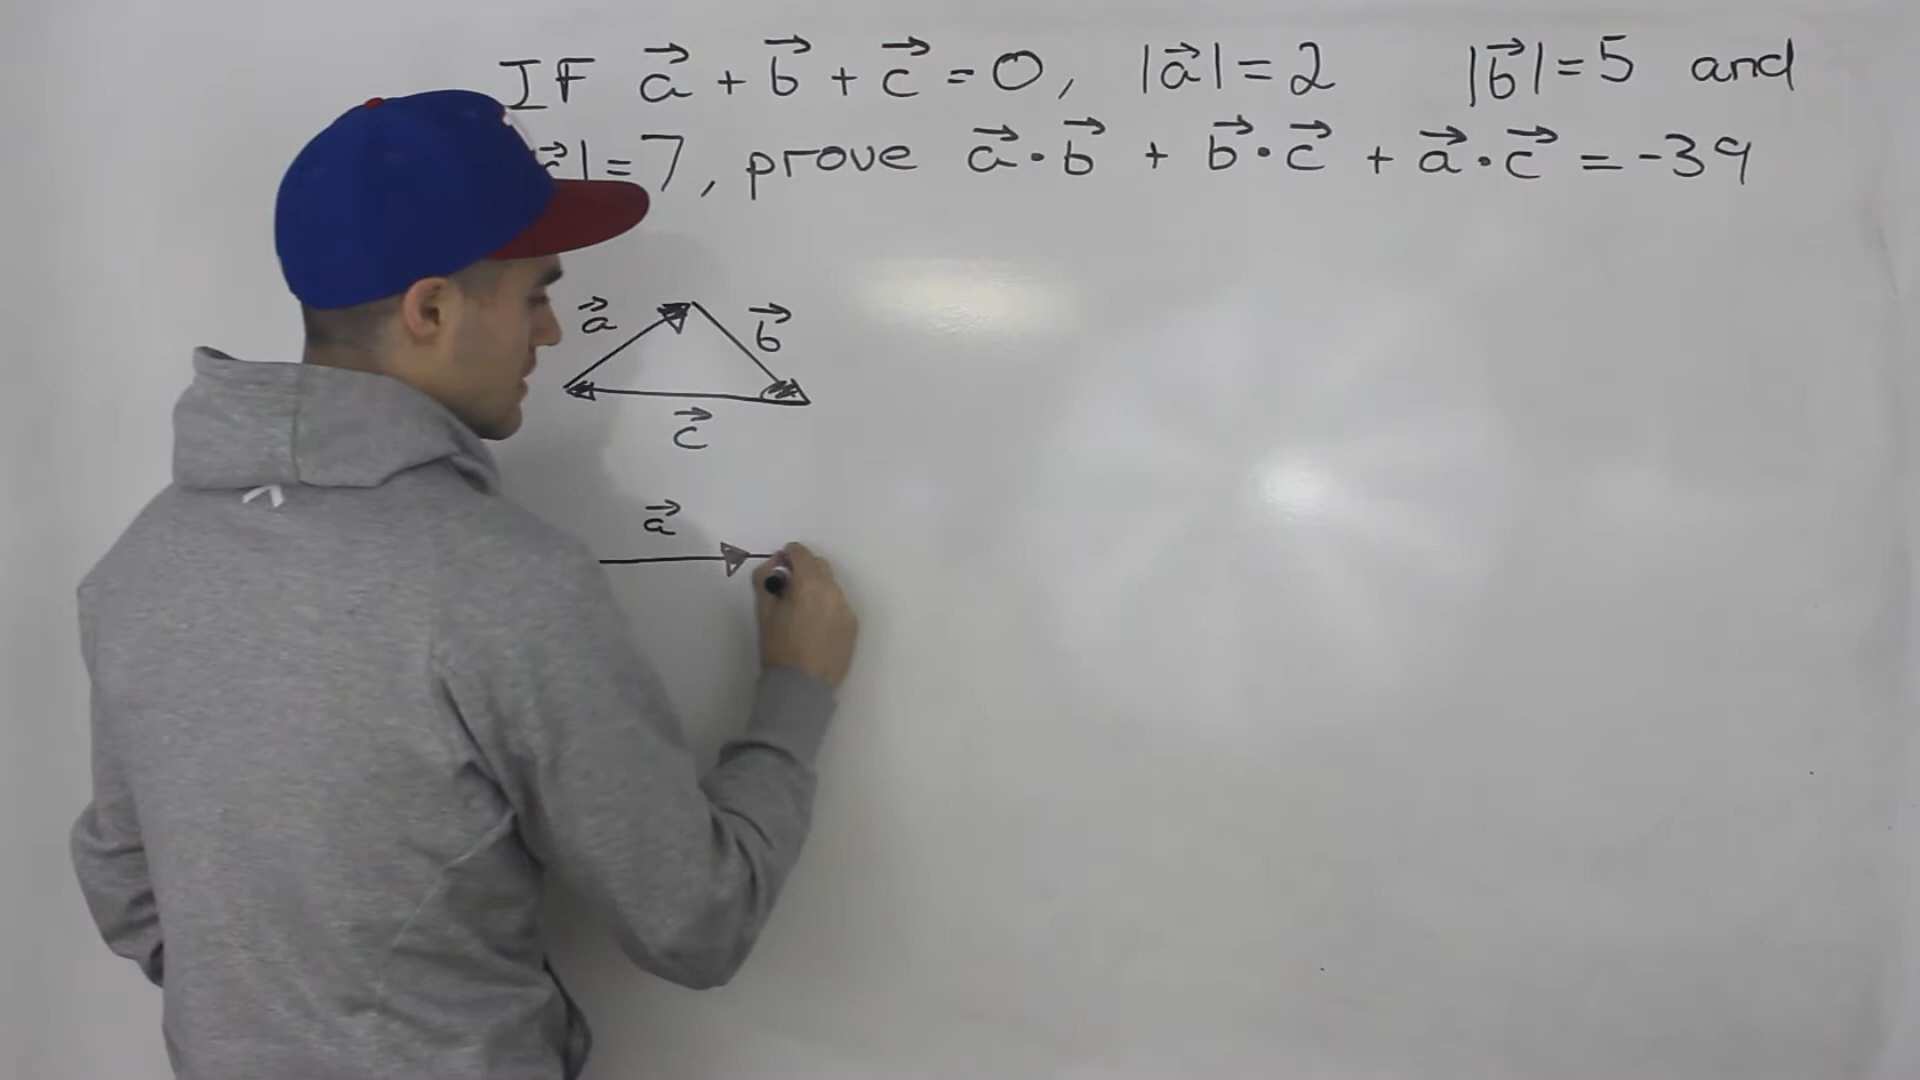 IF a⃗ + b⃗ + c⃗ = 0, |a⃗| = 2 |b⃗| = 5 and
| = 7, prove a⃗·b⃗ + b⃗·c⃗ + a⃗·c⃗ = -39
a⃗
b⃗
c⃗
a⃗